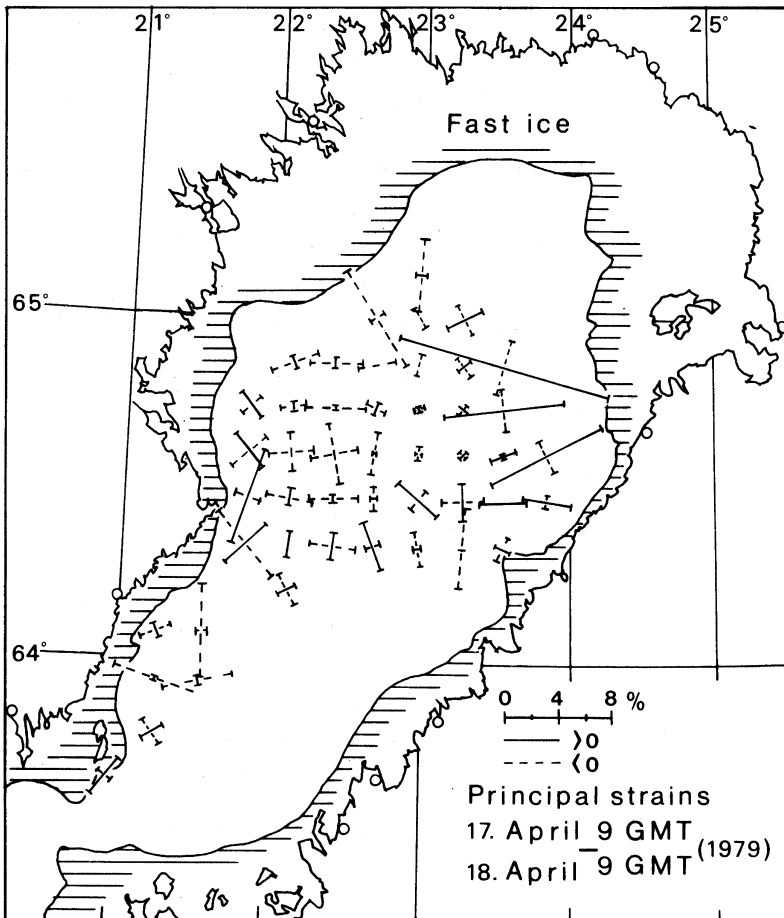 21° 22° 23° 24° 25°
Fast ice
65°
64°
0 4 8 %
>0
<0
Principal strains
17. April 9 GMT
– (1979)
18. April 9 GMT